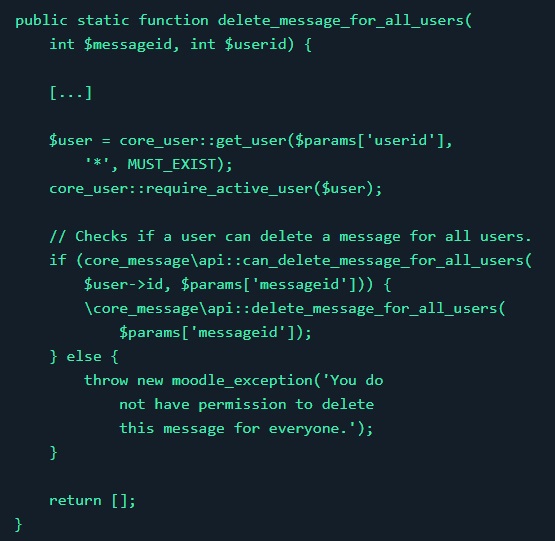 public static function delete_message_for_all_users(
    int $messageid, int $userid) {

    [...]

    $user = core_user::get_user($params['userid'],
        '*', MUST_EXIST);
    core_user::require_active_user($user);

    // Checks if a user can delete a message for all users.
    if (core_message\api::can_delete_message_for_all_users(
        $user->id, $params['messageid'])) {
        \core_message\api::delete_message_for_all_users(
            $params['messageid']);
    } else {
        throw new moodle_exception('You do
            not have permission to delete
            this message for everyone.');
    }

    return [];
}